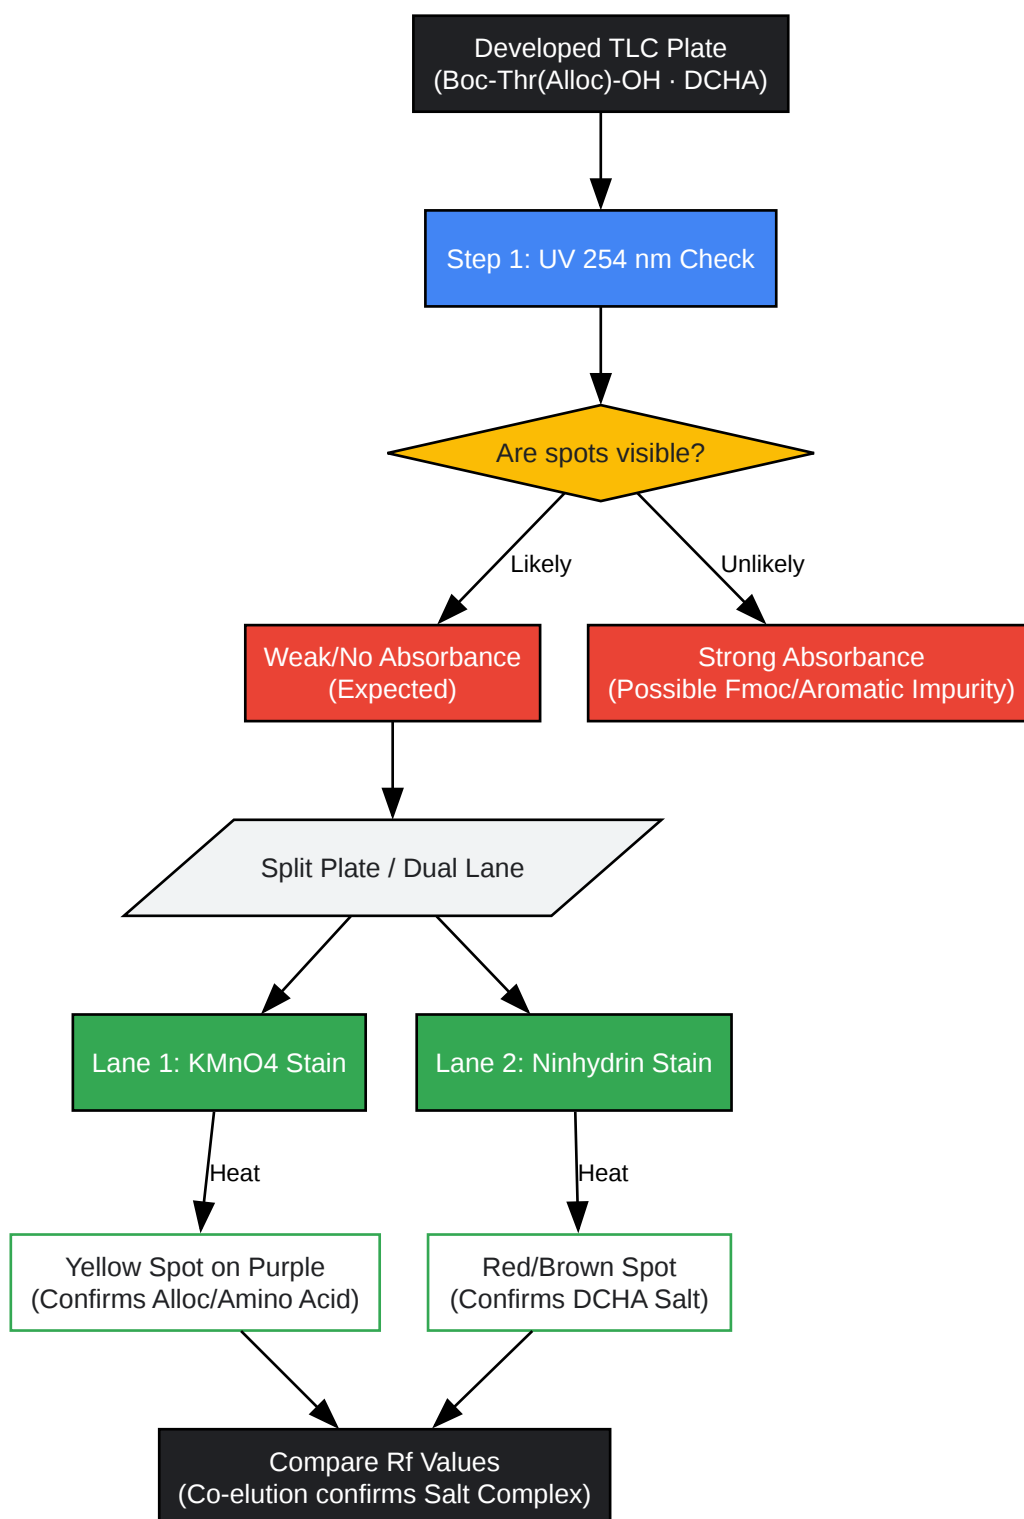 Developed TLC Plate
(Boc-Thr(Alloc)-OH · DCHA)
Step 1: UV 254 nm Check
Are spots visible?
Likely
Unlikely
Weak/No Absorbance
(Expected)
Strong Absorbance
(Possible Fmoc/Aromatic Impurity)
Split Plate / Dual Lane
Lane 1: KMnO4 Stain
Lane 2: Ninhydrin Stain
Heat
Heat
Yellow Spot on Purple
(Confirms Alloc/Amino Acid)
Red/Brown Spot
(Confirms DCHA Salt)
Compare Rf Values
(Co-elution confirms Salt Complex)